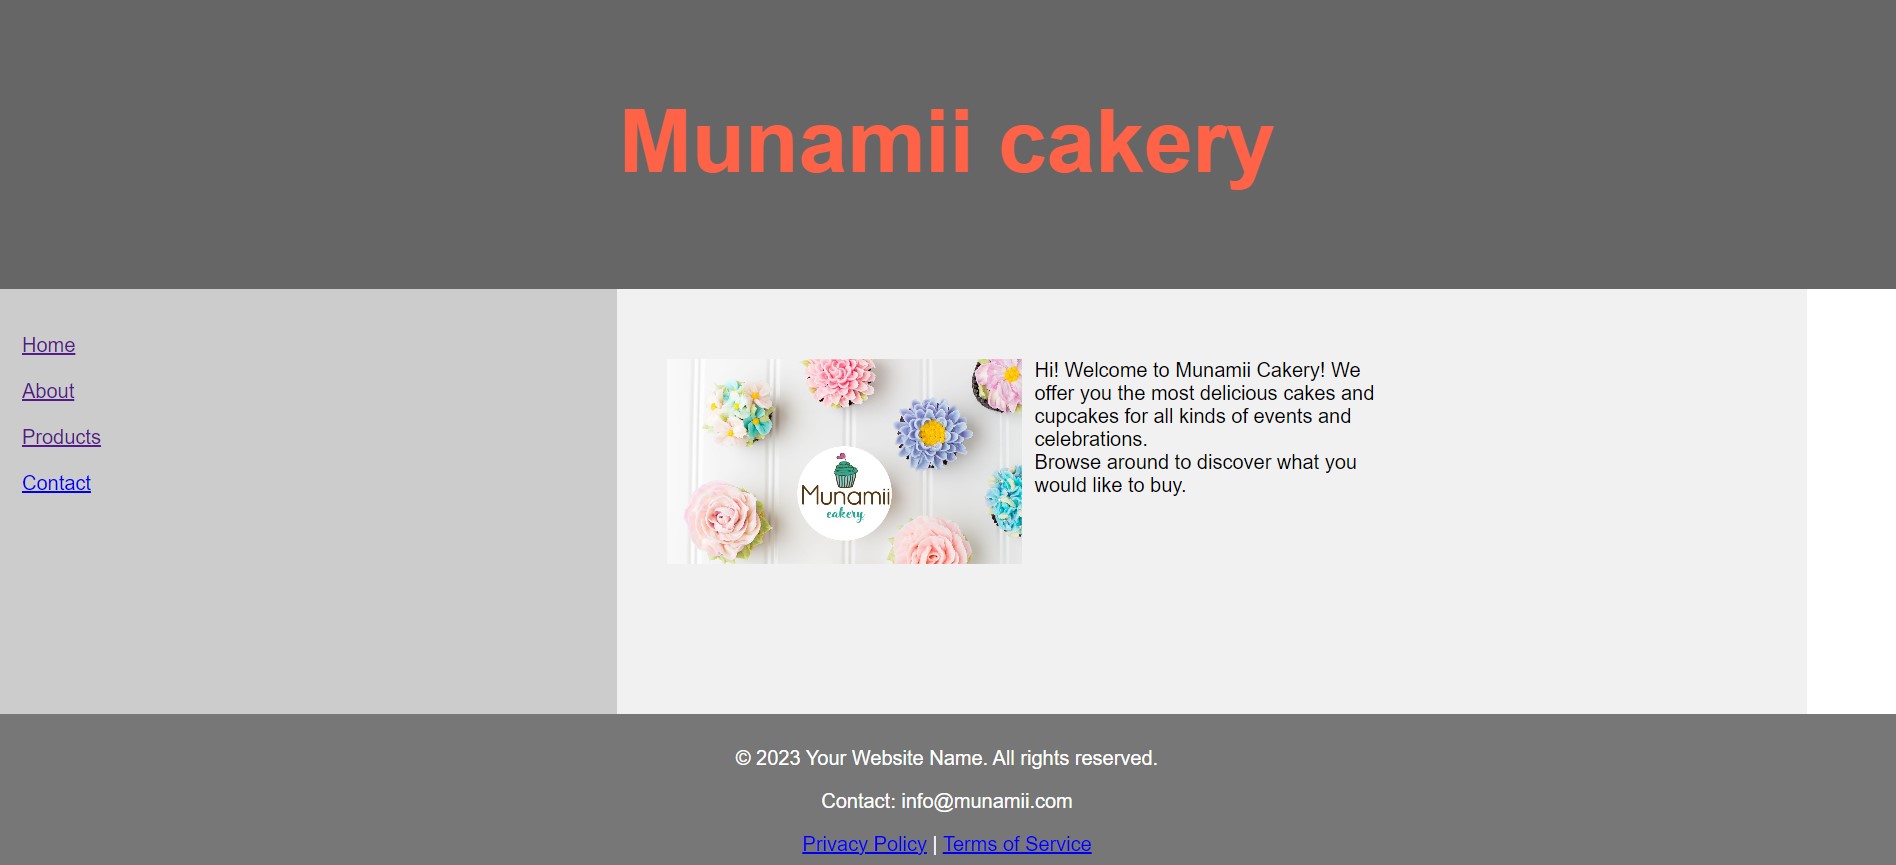 Munamii cakery
Home
About
Products
Contact
Munamii
cakery
Hi! Welcome to Munamii Cakery! We
offer you the most delicious cakes and
cupcakes for all kinds of events and
celebrations.
Browse around to discover what you
would like to buy.
© 2023 Your Website Name. All rights reserved.
Contact: info@munamii.com
Privacy Policy | Terms of Service